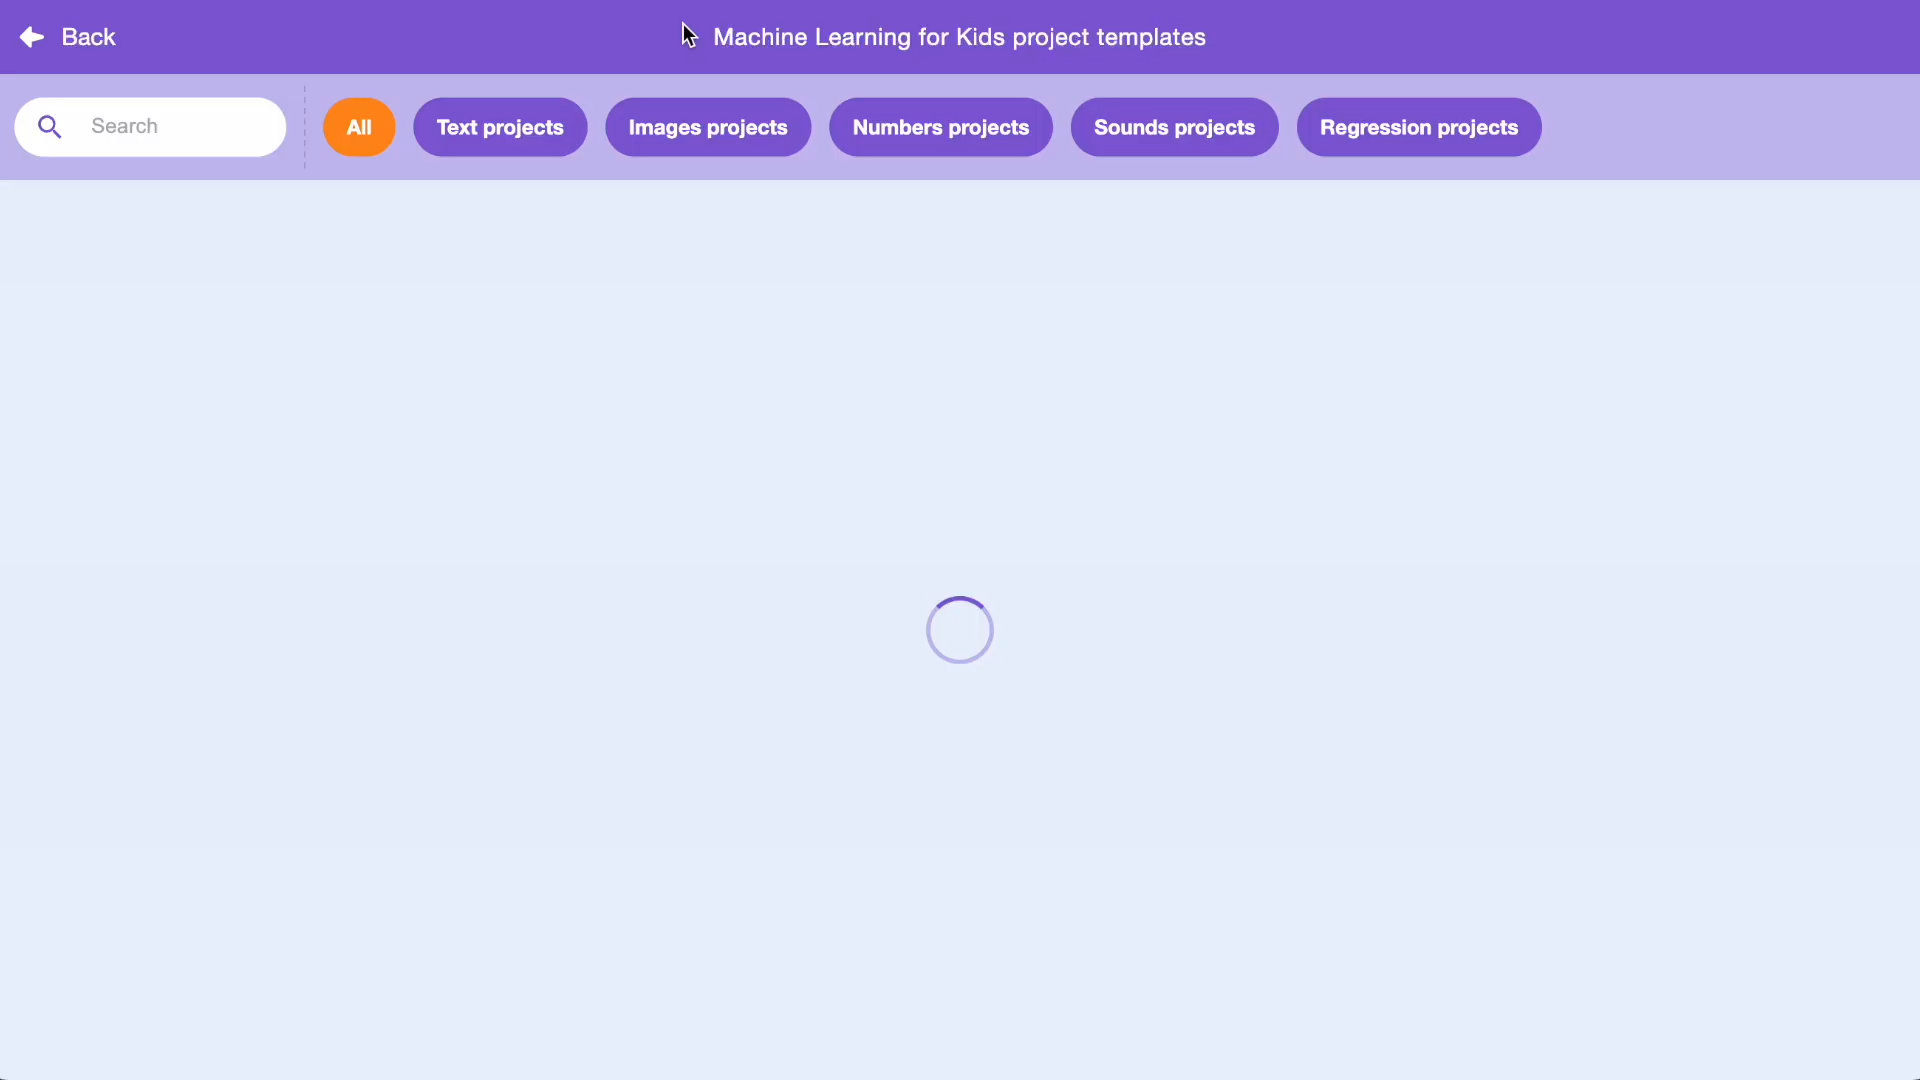 Back
Machine Learning for Kids project templates
Search
All
Text projects
Images projects
Numbers projects
Sounds projects
Regression projects